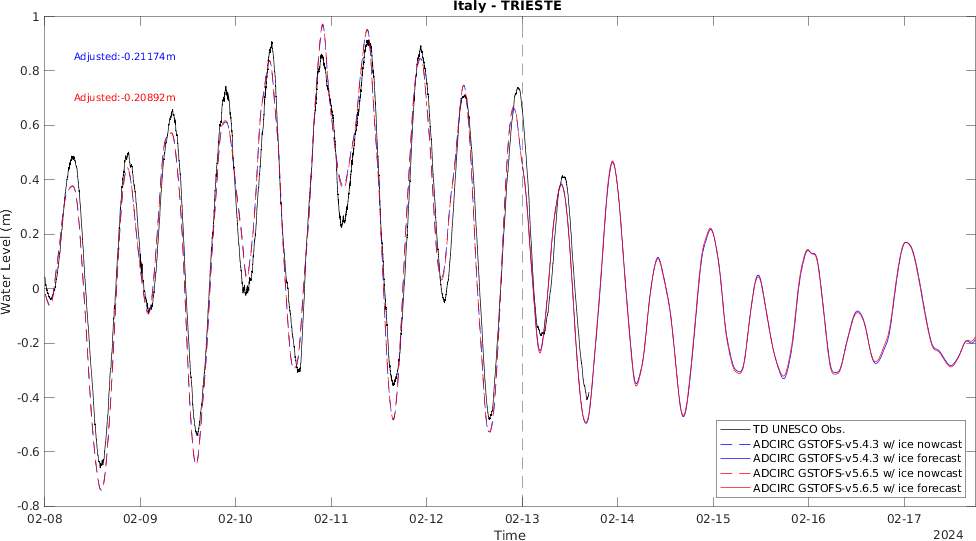 Italy - TRIESTE
1
0.8
0.6
0.4
0.2
0
-0.2
-0.4
-0.6
-0.8
Water Level (m)
Adjusted:-0.21174m
Adjusted:-0.20892m
TD UNESCO Obs.
ADCIRC GSTOFS-v5.4.3 w/ ice nowcast
ADCIRC GSTOFS-v5.4.3 w/ ice forecast
ADCIRC GSTOFS-v5.6.5 w/ ice nowcast
ADCIRC GSTOFS-v5.6.5 w/ ice forecast
02-08 02-09 02-10 02-11 02-12 02-13 02-14 02-15 02-16 02-17
Time
2024